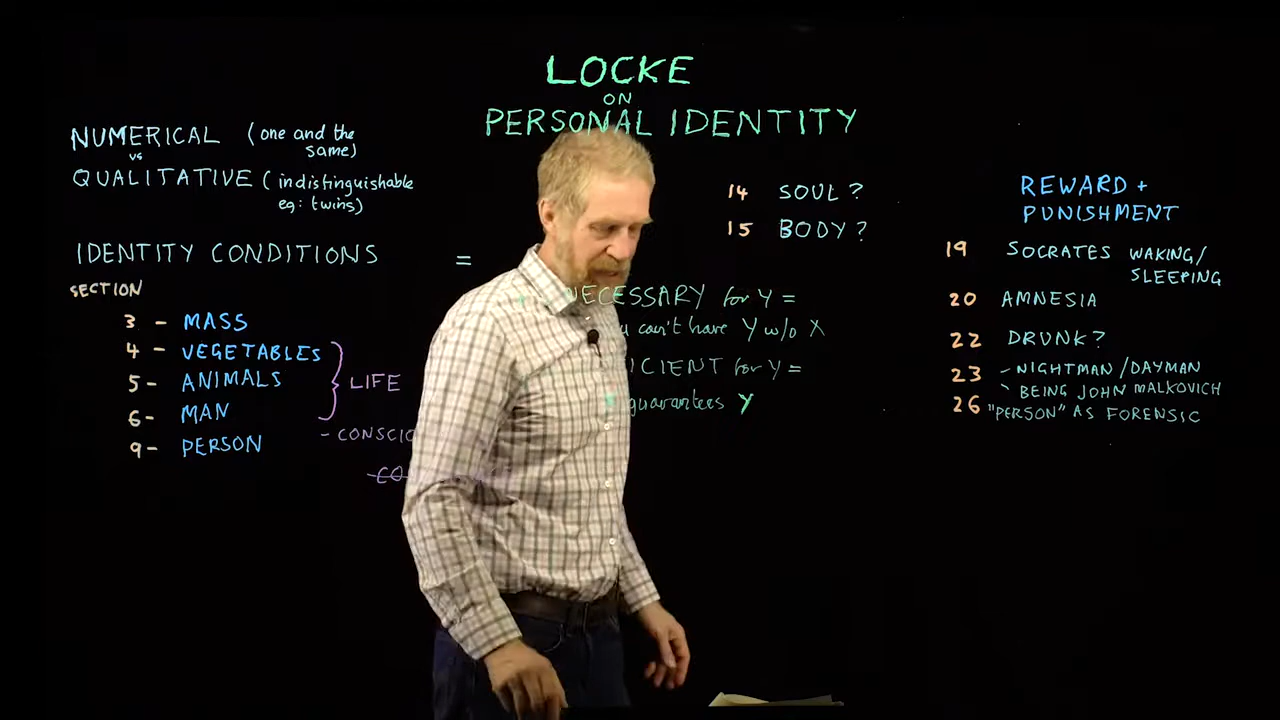 LOCKE
ON
PERSONAL IDENTITY
NUMERICAL (one and the
same)
vs
QUALITATIVE (indistinguishable
eg: twins)
IDENTITY CONDITIONS =
SECTION
3 - MASS
4 - VEGETABLES
5 - ANIMALS
6 - MAN
9 - PERSON
LIFE
14 SOUL?
15 BODY?
NECESSARY for Y =
can't have Y w/o X
for Y =
guarantees Y
REWARD +
PUNISHMENT
19 SOCRATES WAKING/
SLEEPING
20 AMNESIA
22 DRUNK?
23 - NIGHTMAN/DAYMAN
- BEING JOHN MALKOVICH
26 "PERSON" AS FORENSIC